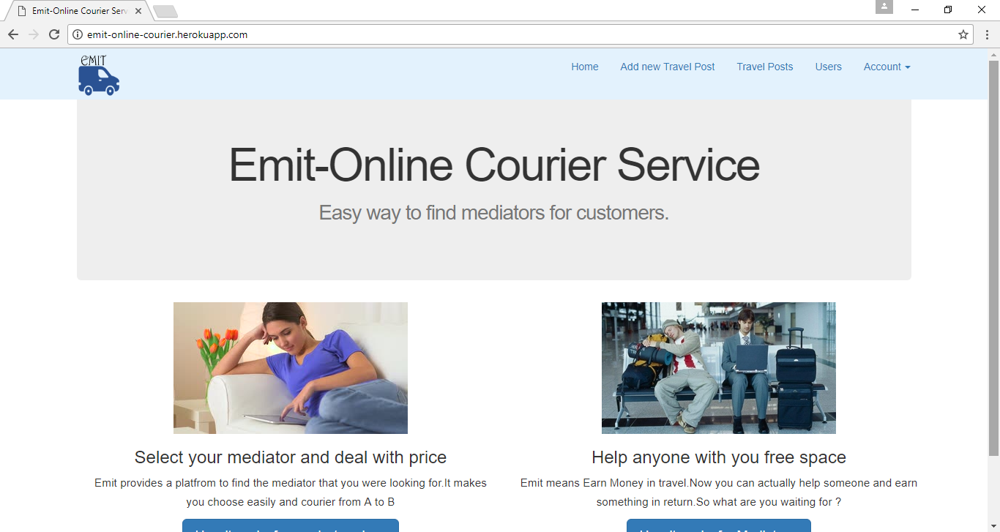 Emit-Online Courier Serv
emit-online-courier.herokuapp.com
EMIT
Home Add new Travel Post Travel Posts Users Account
Emit-Online Courier Service
Easy way to find mediators for customers.
Select your mediator and deal with price
Emit provides a platfrom to find the mediator that you were looking for.It makes
you choose easily and courier from A to B
Help anyone with you free space
Emit means Earn Money in travel.Now you can actually help someone and earn
something in return.So what are you waiting for ?